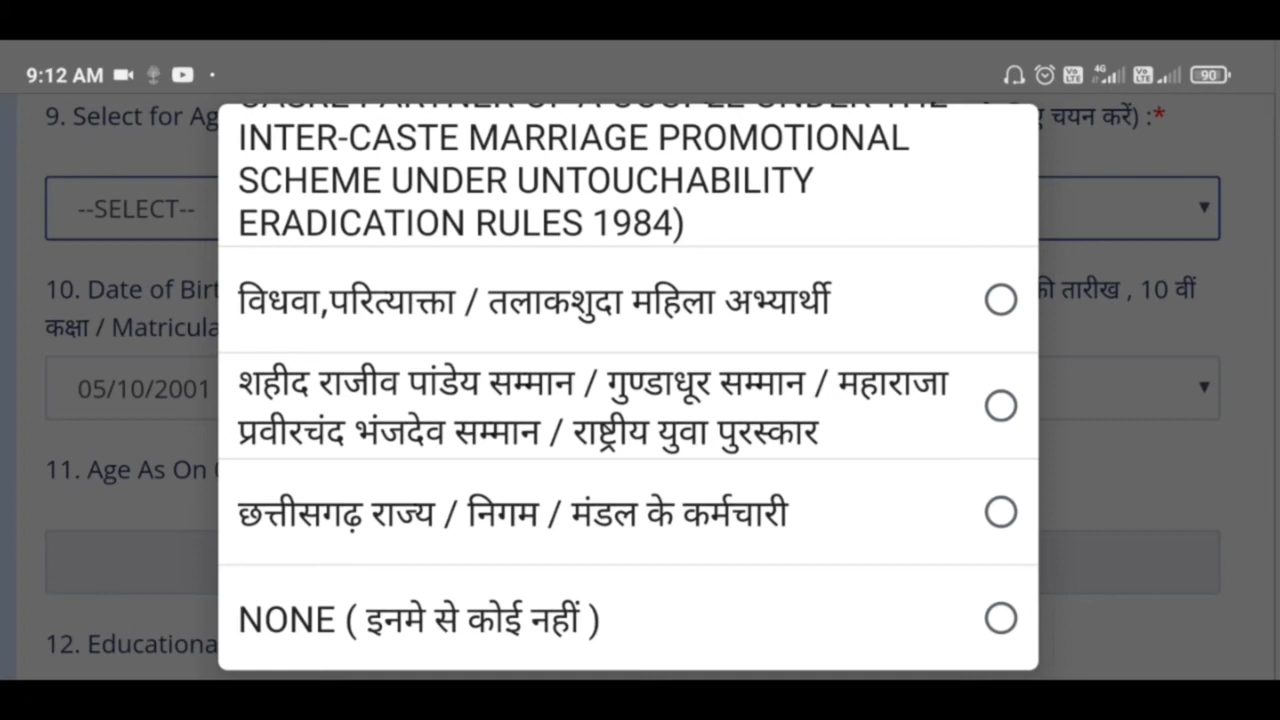 9:12 AM
4G
90
9. Select for Ag
चयन करें) :*
INTER-CASTE MARRIAGE PROMOTIONAL
SCHEME UNDER UNTOUCHABILITY
ERADICATION RULES 1984)
--SELECT--
विधवा,परित्याक्ता / तलाकशुदा महिला अभ्यार्थी
10. Date of Birt
की तारीख , 10 वीं
कक्षा / Matricula
शहीद राजीव पांडेय सम्मान / गुण्डाधूर सम्मान / महाराजा
प्रवीरचंद भंजदेव सम्मान / राष्ट्रीय युवा पुरस्कार
05/10/2001
11. Age As On
छत्तीसगढ़ राज्य / निगम / मंडल के कर्मचारी
NONE ( इनमे से कोई नहीं )
12. Educationa